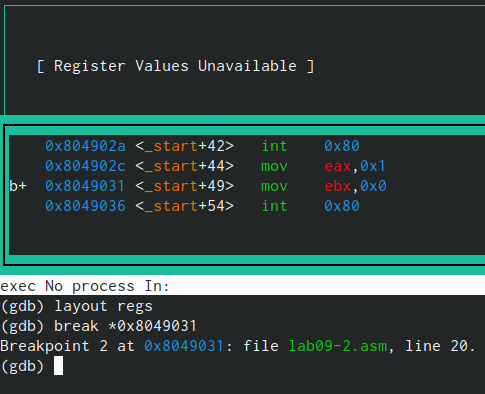 [ Register Values Unavailable ]
0x804902a <_start+42> int 0x80
0x804902c <_start+44> mov eax,0x1
b+ 0x8049031 <_start+49> mov ebx,0x0
0x8049036 <_start+54> int 0x80
exec No process In:
(gdb) layout regs
(gdb) break *0x8049031
Breakpoint 2 at 0x8049031: file lab09-2.asm, line 20.
(gdb)